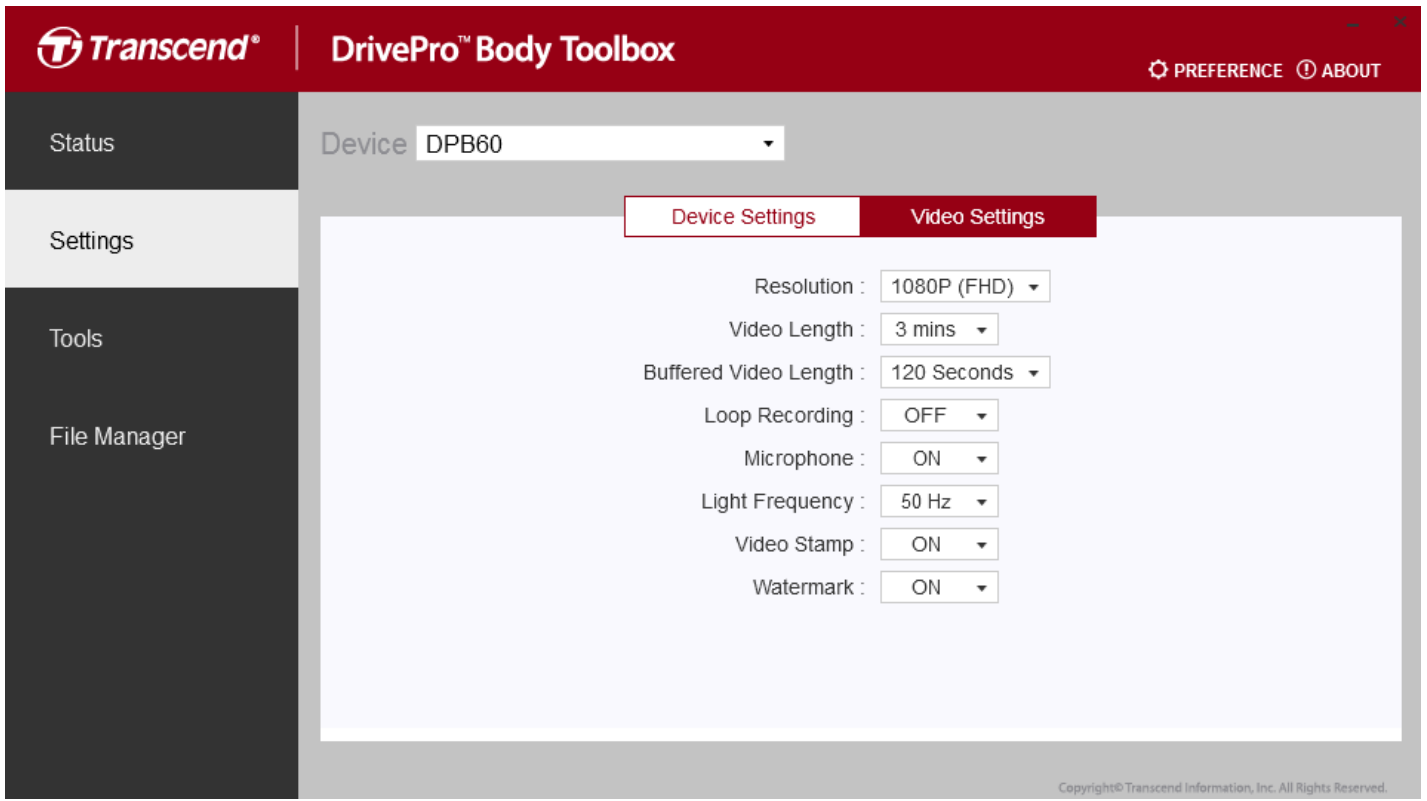 Transcend®
DrivePro™ Body Toolbox
PREFERENCE
ABOUT
Status
Settings
Tools
File Manager
Device DPB60
Device Settings
Video Settings
Resolution : 1080P (FHD)
Video Length : 3 mins
Buffered Video Length : 120 Seconds
Loop Recording : OFF
Microphone : ON
Light Frequency : 50 Hz
Video Stamp : ON
Watermark : ON
Copyright© Transcend Information, Inc. All Rights Reserved.